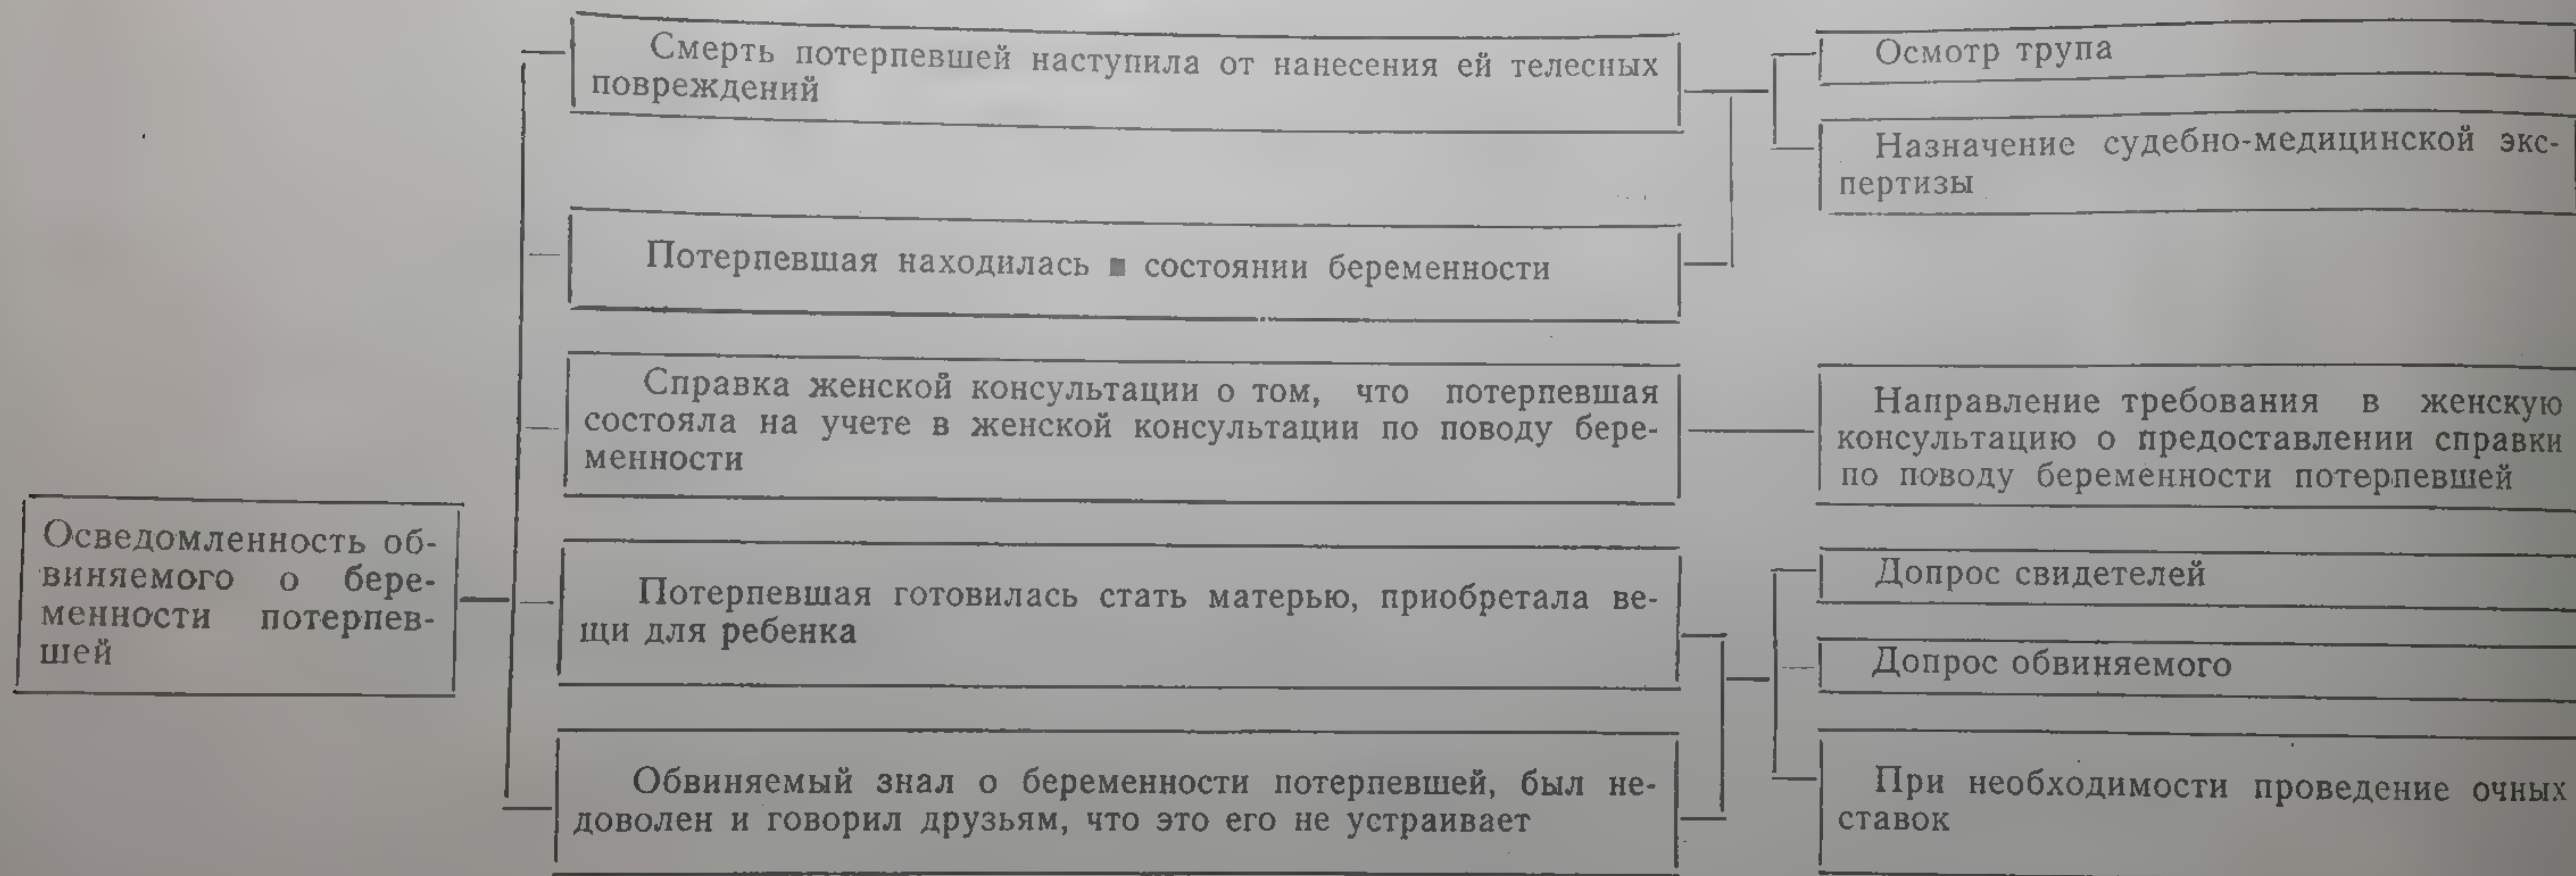 Смерть потерпевшей наступила от нанесения ей телесных
повреждений
Осмотр трупа
Назначение судебно-медицинской экс-
пертизы
Потерпевшая находилась состоянии беременности
Справка женской консультации о том, что потерпевшая
состояла на учете в женской консультации по поводу бере-
менности
Направление требования в женскую
консультацию о предоставлении справки
по поводу беременности потерпевшей
Осведомленность об-
виняемого о бере-
менности потерпев-
шей
Потерпевшая готовилась стать матерью, приобретала ве-
щи для ребенка
Допрос свидетелей
Допрос обвиняемого
Обвиняемый знал о беременности потерпевшей, был не-
доволен и говорил друзьям, что это его не устраивает
При необходимости проведение очных
ставок